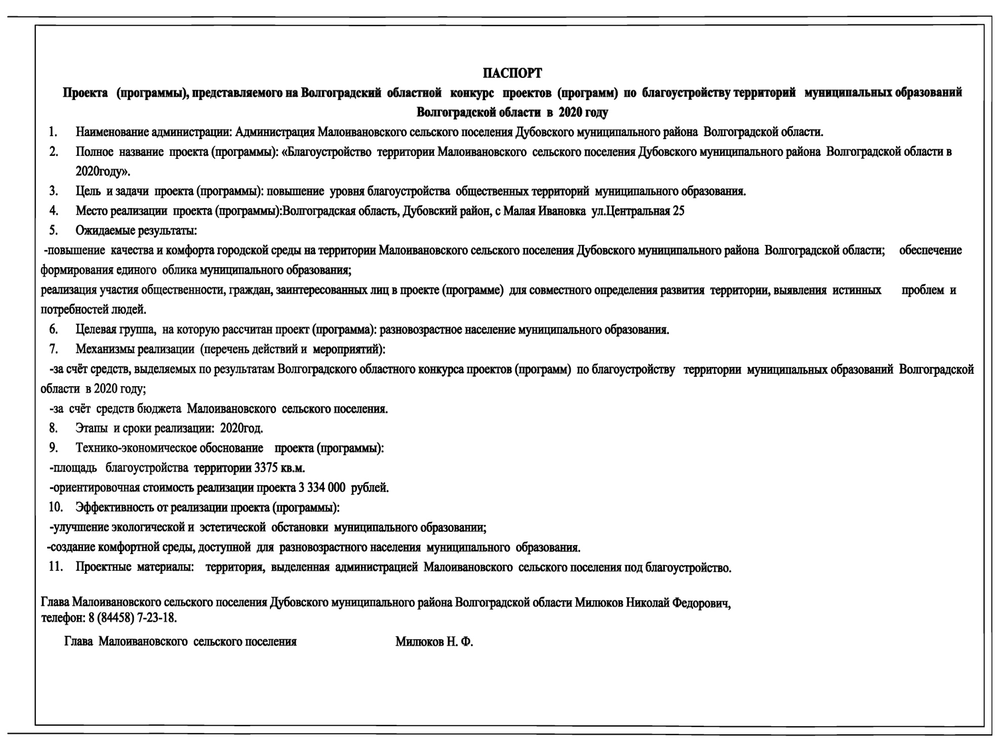 ПАСПОРТ
Проекта (программы), представляемого на Волгоградский областной конкурс проектов (программ) по благоустройству территорий муниципальных образований
Волгоградской области в 2020 году
1. Наименование администрации: Администрация Малоивановского сельского поселения Дубовского муниципального района Волгоградской области.
2. Полное название проекта (программы): «Благоустройство территории Малоивановского сельского поселения Дубовского муниципального района Волгоградской области в
2020году».
3. Цель и задачи проекта (программы): повышение уровня благоустройства общественных территорий муниципального образования.
4. Место реализации проекта (программы):Волгоградская область, Дубовский район, с Малая Ивановка ул.Центральная 25
5. Ожидаемые результаты:
-повышение качества и комфорта городской среды на территории Малоивановского сельского поселения Дубовского муниципального района Волгоградской области; обеспечение
формирования единого облика муниципального образования;
реализация участия общественности, граждан, заинтересованных лиц в проекте (программе) для совместного определения развития территории, выявления истинных проблем и
потребностей людей.
6. Целевая группа, на которую рассчитан проект (программа): разновозрастное население муниципального образования.
7. Механизмы реализации (перечень действий и мероприятий):
-за счёт средств, выделяемых по результатам Волгоградского областного конкурса проектов (программ) по благоустройству территории муниципальных образований Волгоградской
области в 2020 году;
-за счёт средств бюджета Малоивановского сельского поселения.
8. Этапы и сроки реализации: 2020год.
9. Технико-экономическое обоснование проекта (программы):
-площадь благоустройства территории 3375 кв.м.
-ориентировочная стоимость реализации проекта 3 334 000 рублей.
10. Эффективность от реализации проекта (программы):
-улучшение экологической и эстетической обстановки муниципального образовании;
-создание комфортной среды, доступной для разновозрастного населения муниципального образования.
11. Проектные материалы: территория, выделенная администрацией Малоивановского сельского поселения под благоустройство.
Глава Малоивановского сельского поселения Дубовского муниципального района Волгоградской области Милюков Николай Федорович,
телефон: 8 (84458) 7-23-18.
Глава Малоивановского сельского поселения Милюков Н. Ф.